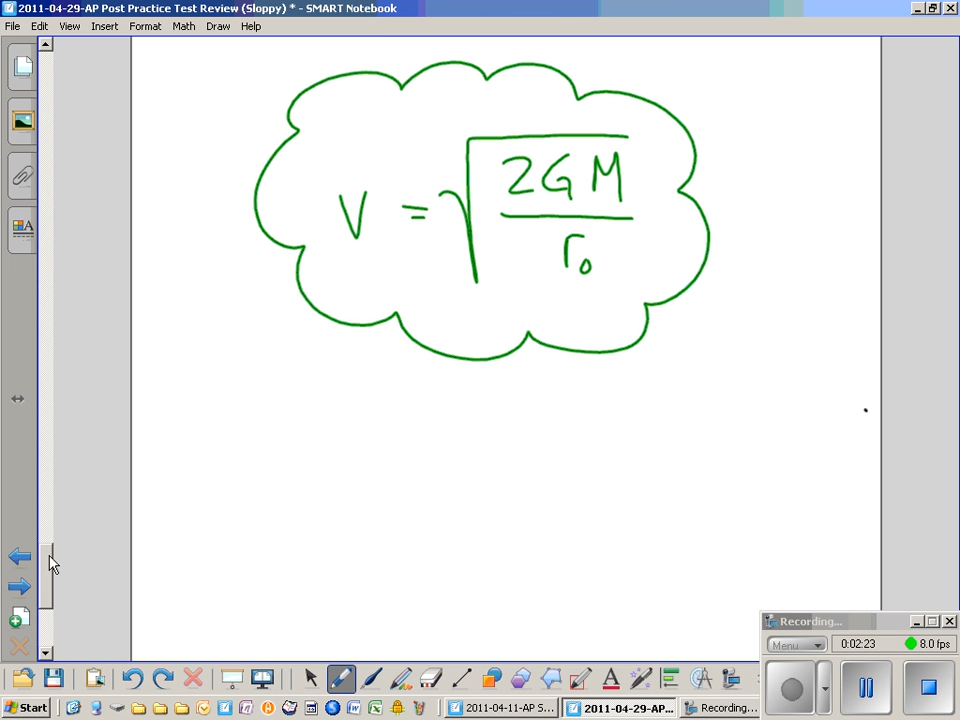 2011-04-29-AP Post Practice Test Review (Sloppy) * - SMART Notebook
File Edit View Insert Format Math Draw Help
V = √(2GM / r₀)
Recording...
Menu 0:02:23 8.0 fps
Start 2011-04-11-AP S... 2011-04-29-AP... Recording...